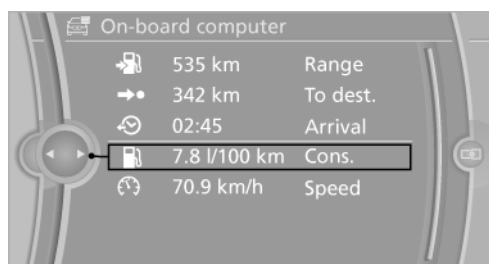 On-board computer
535 km Range
342 km To dest.
02:45 Arrival
7.8 l/100 km Cons.
70.9 km/h Speed